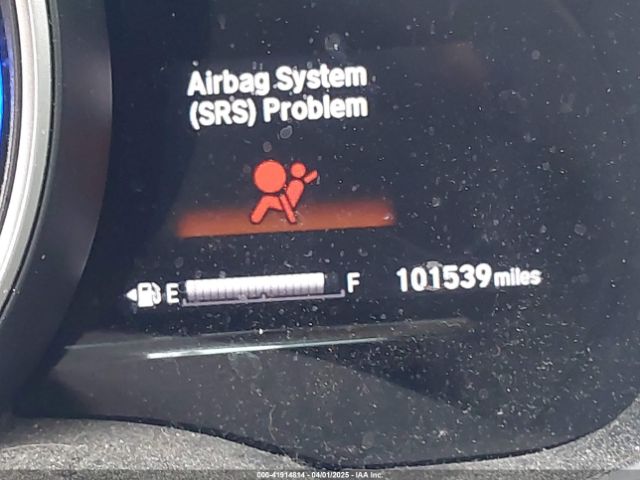 Airbag System
(SRS) Problem
E F 101539 miles
000-41914814 - 04/01/2025 - IAA Inc.